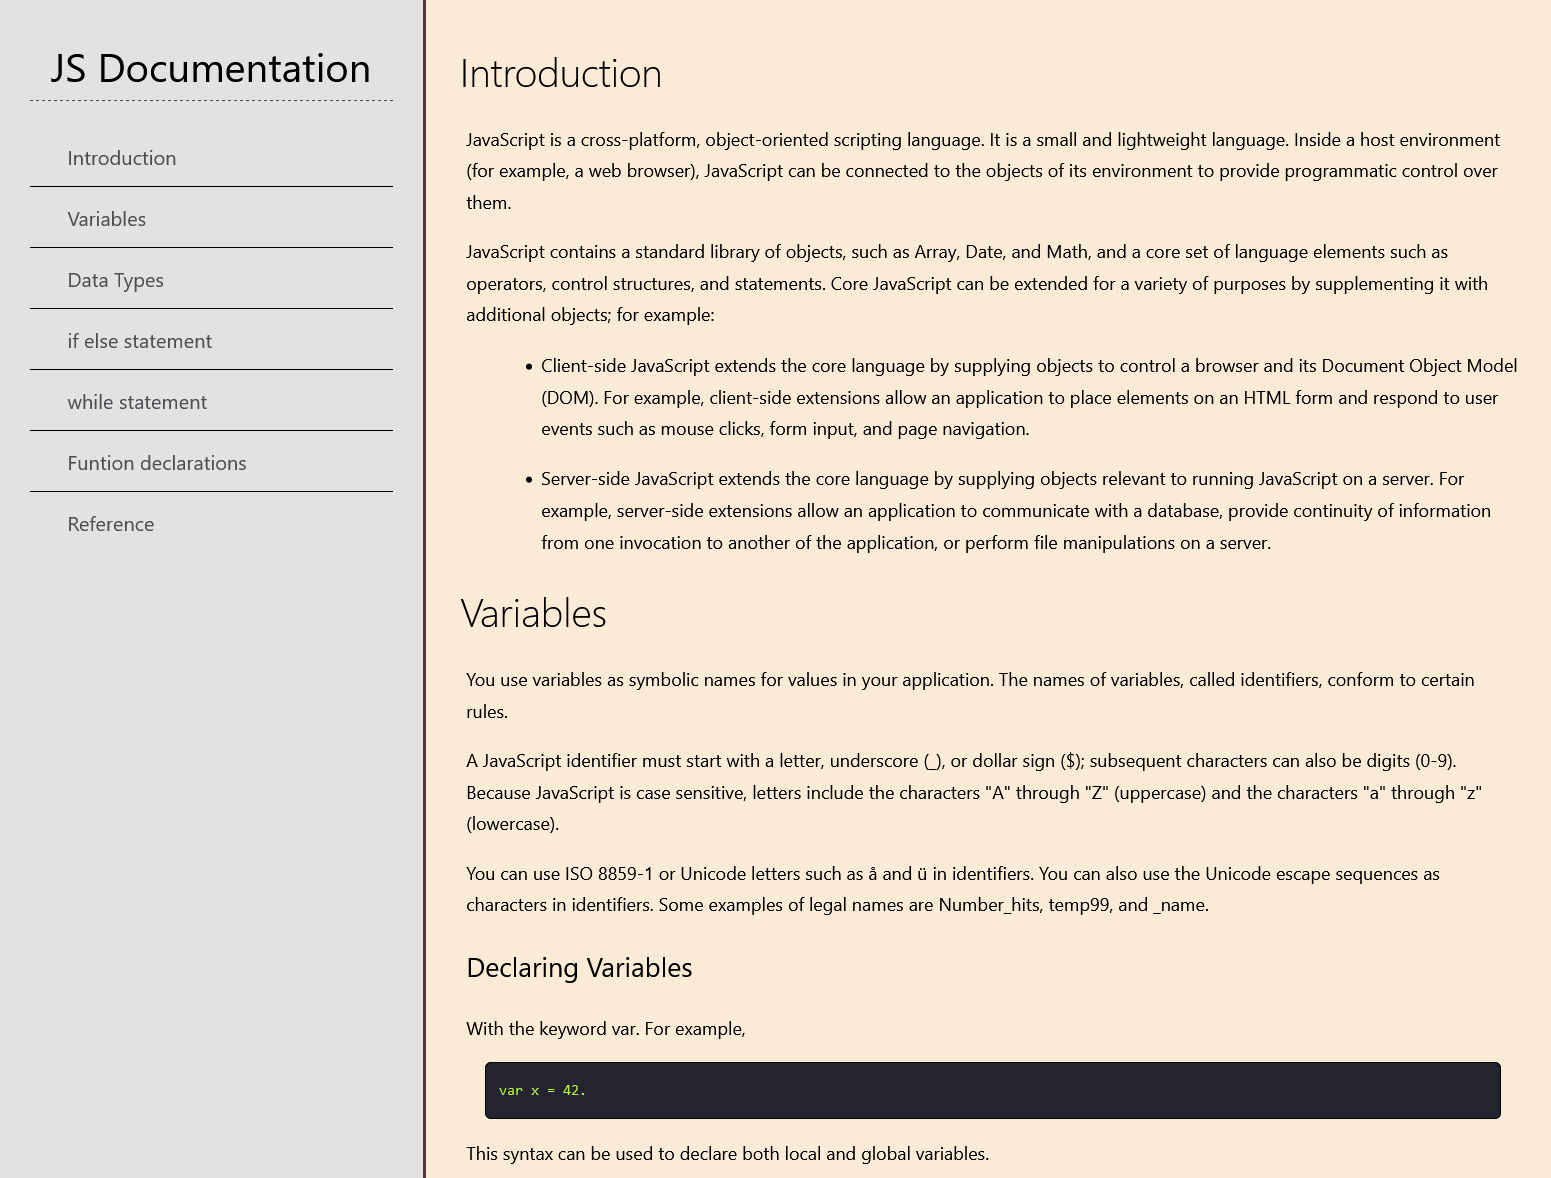 JS Documentation
Introduction
Variables
Data Types
if else statement
while statement
Funtion declarations
Reference
Introduction
JavaScript is a cross-platform, object-oriented scripting language. It is a small and lightweight language. Inside a host environment
(for example, a web browser), JavaScript can be connected to the objects of its environment to provide programmatic control over
them.
JavaScript contains a standard library of objects, such as Array, Date, and Math, and a core set of language elements such as
operators, control structures, and statements. Core JavaScript can be extended for a variety of purposes by supplementing it with
additional objects; for example:
• Client-side JavaScript extends the core language by supplying objects to control a browser and its Document Object Model
(DOM). For example, client-side extensions allow an application to place elements on an HTML form and respond to user
events such as mouse clicks, form input, and page navigation.
• Server-side JavaScript extends the core language by supplying objects relevant to running JavaScript on a server. For
example, server-side extensions allow an application to communicate with a database, provide continuity of information
from one invocation to another of the application, or perform file manipulations on a server.
Variables
You use variables as symbolic names for values in your application. The names of variables, called identifiers, conform to certain
rules.
A JavaScript identifier must start with a letter, underscore (_), or dollar sign ($); subsequent characters can also be digits (0-9).
Because JavaScript is case sensitive, letters include the characters "A" through "Z" (uppercase) and the characters "a" through "z"
(lowercase).
You can use ISO 8859-1 or Unicode letters such as å and ü in identifiers. You can also use the Unicode escape sequences as
characters in identifiers. Some examples of legal names are Number_hits, temp99, and _name.
Declaring Variables
With the keyword var. For example,
var x = 42.
This syntax can be used to declare both local and global variables.